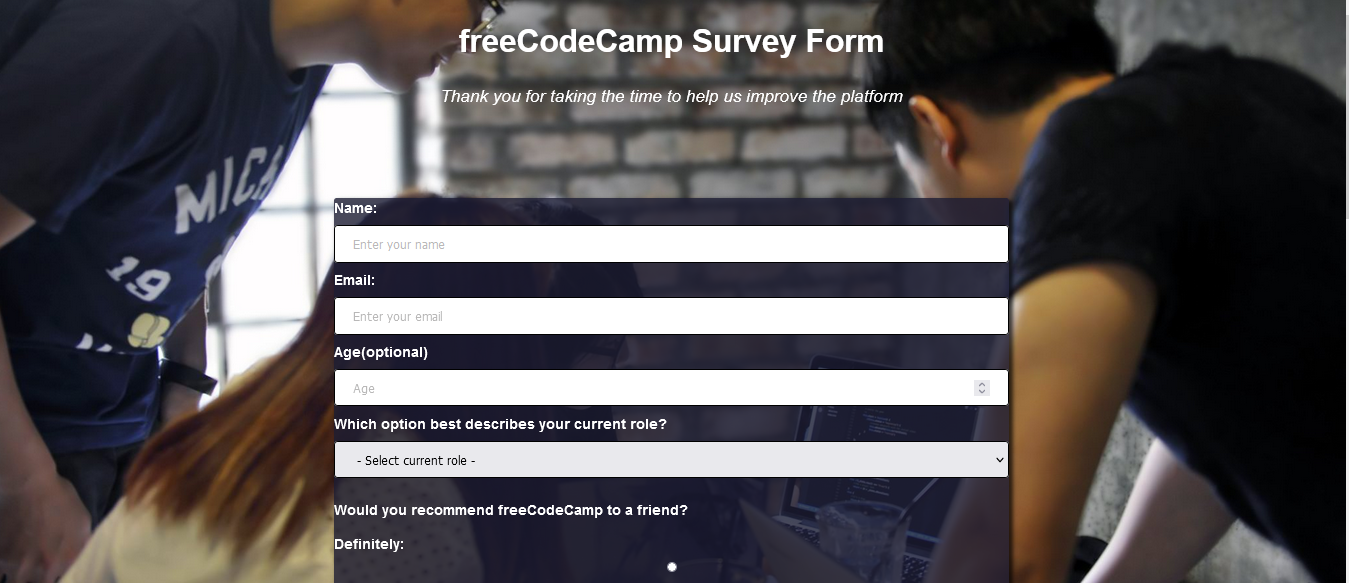 freeCodeCamp Survey Form
Thank you for taking the time to help us improve the platform
MICH
19
Name:
Enter your name
Email:
Enter your email
Age(optional)
Age
Which option best describes your current role?
- Select current role -
Would you recommend freeCodeCamp to a friend?
Definitely: